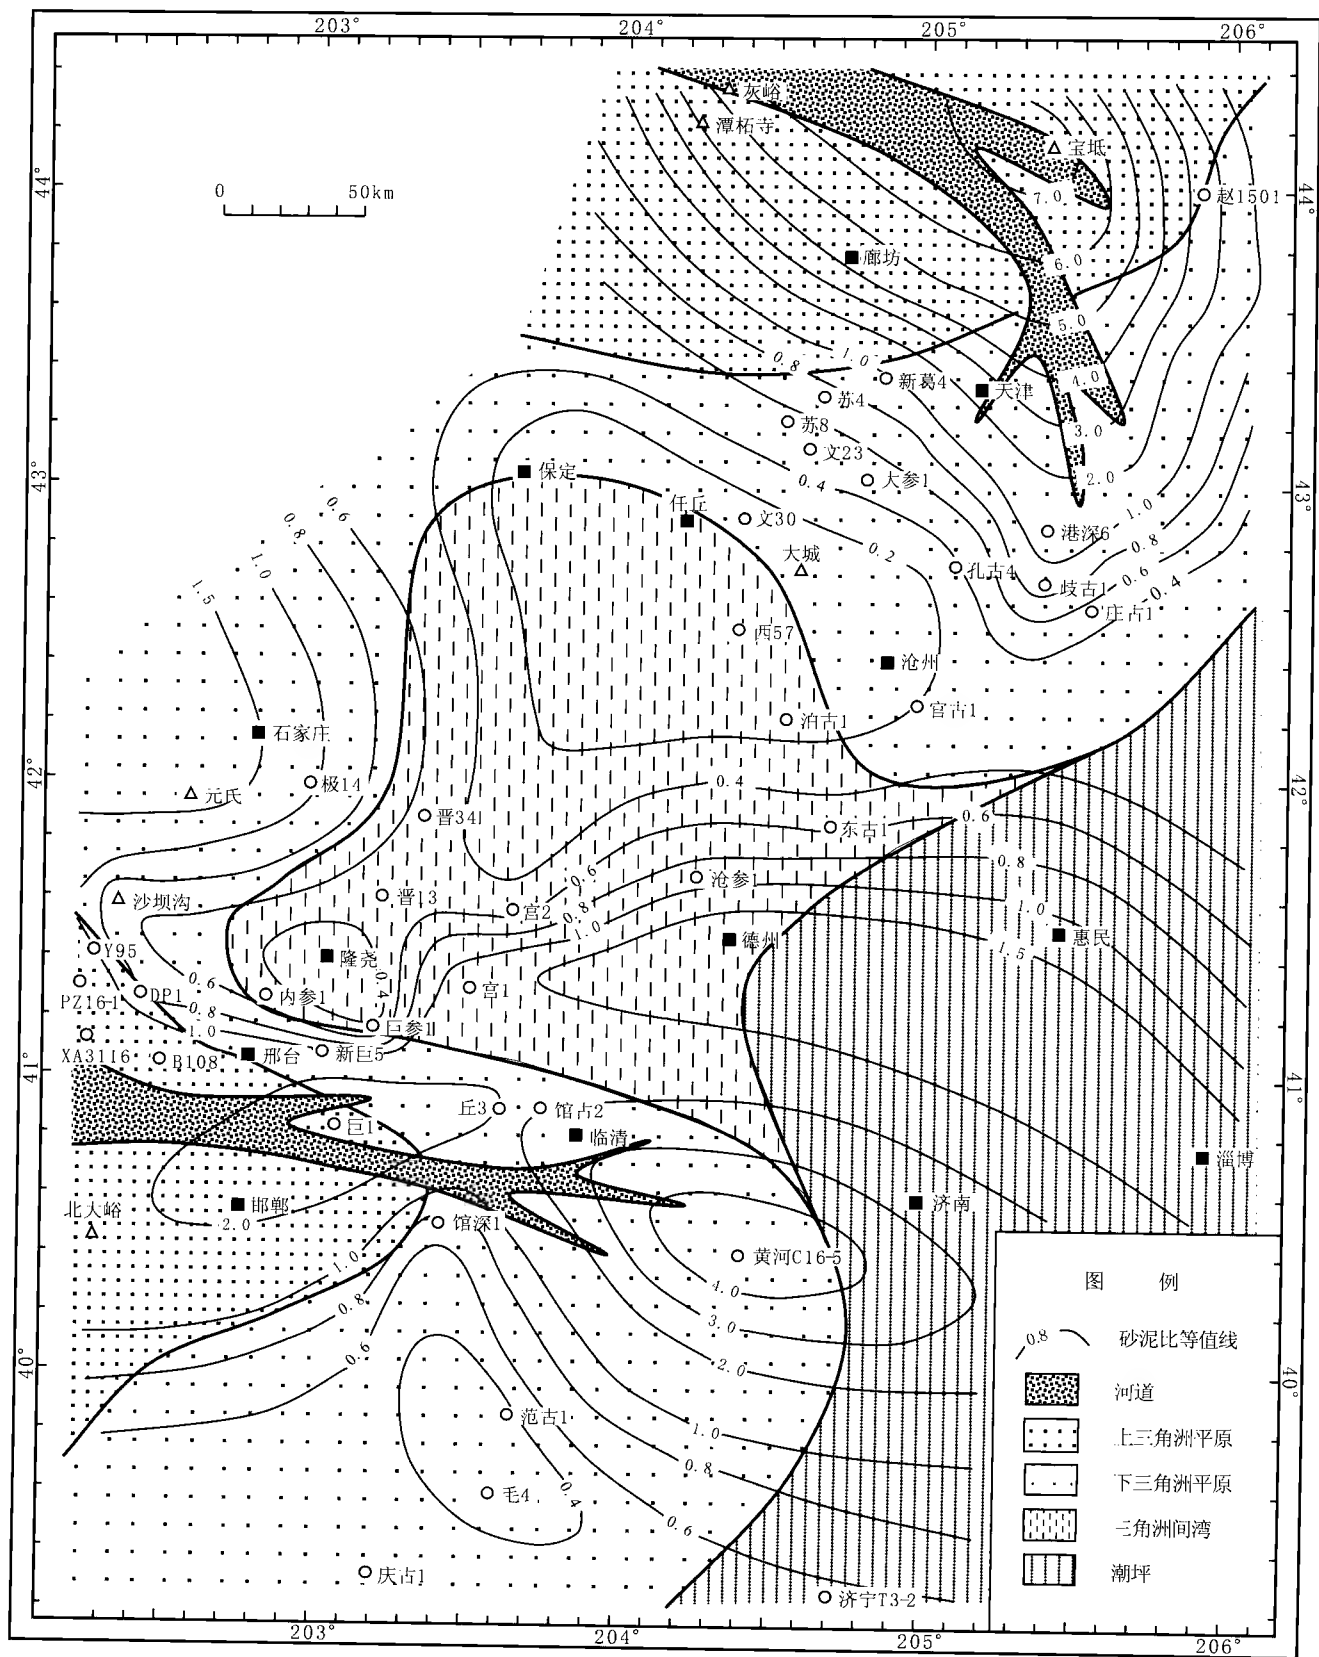 203° 204° 205° 206°
灰峪
潭柘寺
宝坻
44°
44°
0 50km
7.0
赵1501
廊坊
6.0
5.0
0.8
1.0
新葛4
4.0
天津
苏4
苏8
3.0
文23
43°
保定
0.4
大参1
2.0
43°
仟丘
文30
1.0
港深6
0.6
0.8
0.8
0.2
大城
1.0
孔古4
0.6
歧古1
1.5
0.4
庄古1
西57
沧州
官古1
泊古1
石家庄
42°
极14
0.4
42°
元氏
晋34
东古1
0.6
0.6
0.8
沧参1
沙坝沟
晋13
宫2
0.8
1.0
1.0
德州
惠民
Y95
隆尧
1.5
0.6
0.4
PZ16-1
DP1
内参1
宫1
0.8
巨参1
1.0
XA3116
B108
邢台
新巨5
41°
41°
丘3
馆占2
巨1
临清
淄博
北大峪
邯郸
济南
2.0
馆深1
1.0
黄河C16-5
4.0
图 例
0.8
3.0
0.8 砂泥比等值线
0.6
2.0
40°
40°
河道
范古1
1.0
上三角洲平原
0.8
下三角洲平原
毛4
0.4
0.6
三角洲间湾
庆古1
潮坪
济宁T3-2
203° 204° 205° 206°